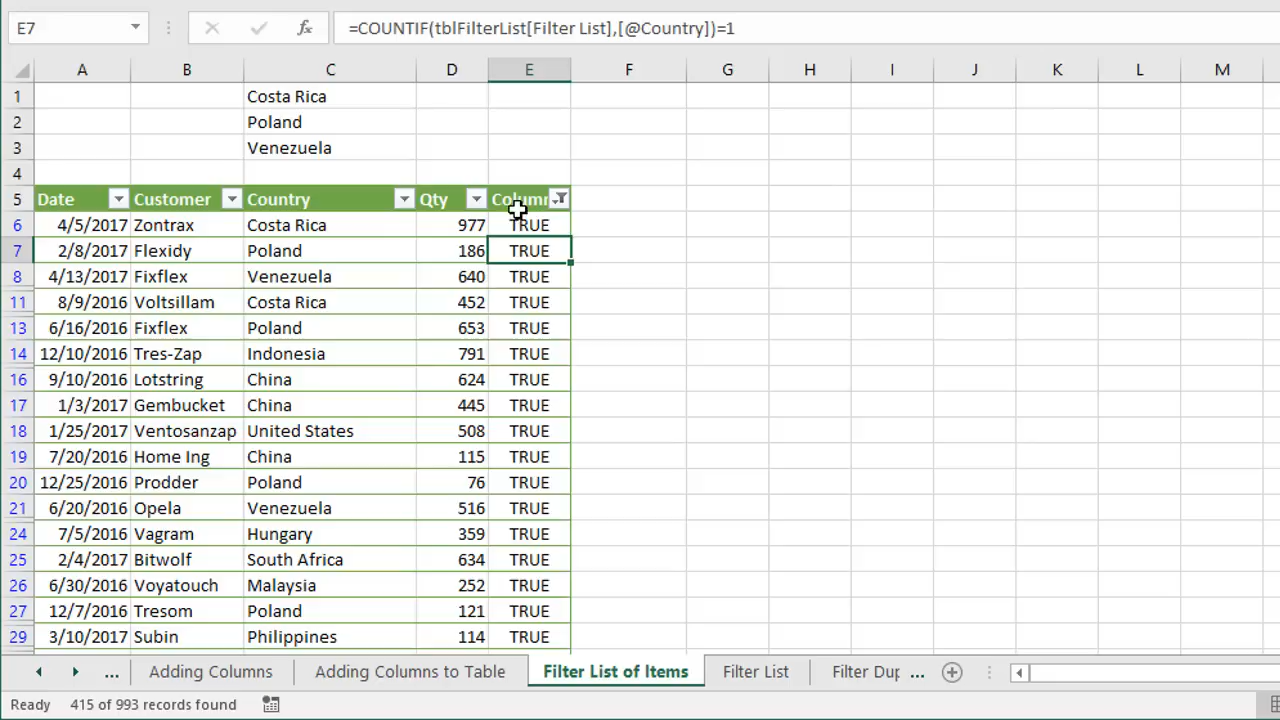 E7 fx =COUNTIF(tblFilterList[Filter List],[@Country])=1
A B C D E F G H I J K L M
1 Costa Rica
2 Poland
3 Venezuela
4
5 Date Customer Country Qty Column
6 4/5/2017 Zontrax Costa Rica 977 TRUE
7 2/8/2017 Flexidy Poland 186 TRUE
8 4/13/2017 Fixflex Venezuela 640 TRUE
11 8/9/2016 Voltsillam Costa Rica 452 TRUE
13 6/16/2016 Fixflex Poland 653 TRUE
14 12/10/2016 Tres-Zap Indonesia 791 TRUE
16 9/10/2016 Lotstring China 624 TRUE
17 1/3/2017 Gembucket China 445 TRUE
18 1/25/2017 Ventosanzap United States 508 TRUE
19 7/20/2016 Home Ing China 115 TRUE
20 12/25/2016 Prodder Poland 76 TRUE
21 6/20/2016 Opela Venezuela 516 TRUE
24 7/5/2016 Vagram Hungary 359 TRUE
25 2/4/2017 Bitwolf South Africa 634 TRUE
26 6/30/2016 Voyatouch Malaysia 252 TRUE
27 12/7/2016 Tresom Poland 121 TRUE
29 3/10/2017 Subin Philippines 114 TRUE
... Adding Columns Adding Columns to Table Filter List of Items Filter List Filter Dup ...
Ready 415 of 993 records found